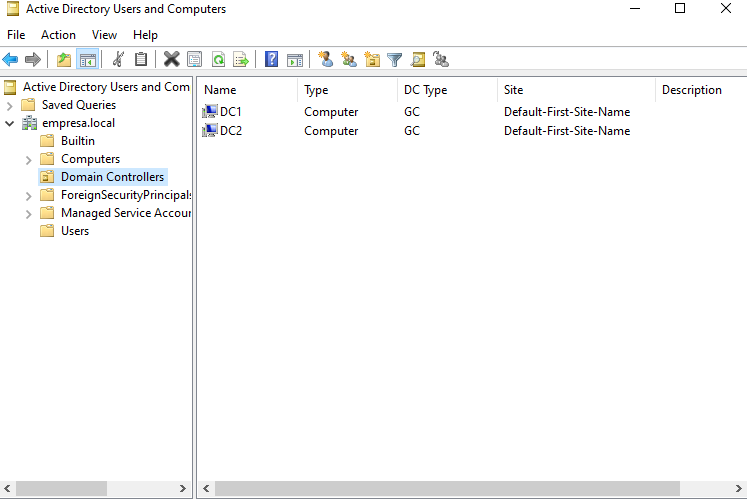 Active Directory Users and Computers
File Action View Help
Active Directory Users and Com
Saved Queries
empresa.local
Builtin
Computers
Domain Controllers
ForeignSecurityPrincipals
Managed Service Accour
Users
Name Type DC Type Site Description
DC1 Computer GC Default-First-Site-Name
DC2 Computer GC Default-First-Site-Name